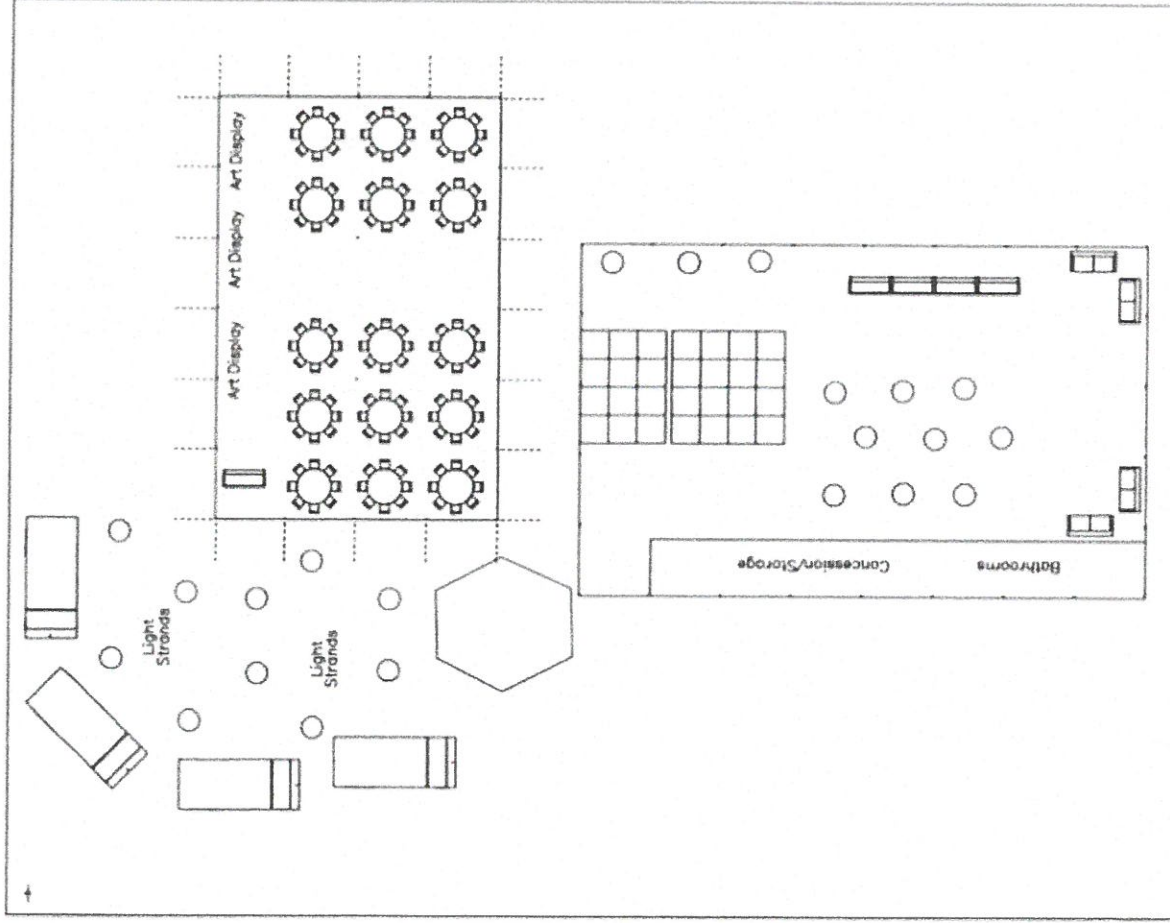 Art Display
Art Display
Art Display
Light
Strands
Light
Strands
Concession/Storage
Bathrooms